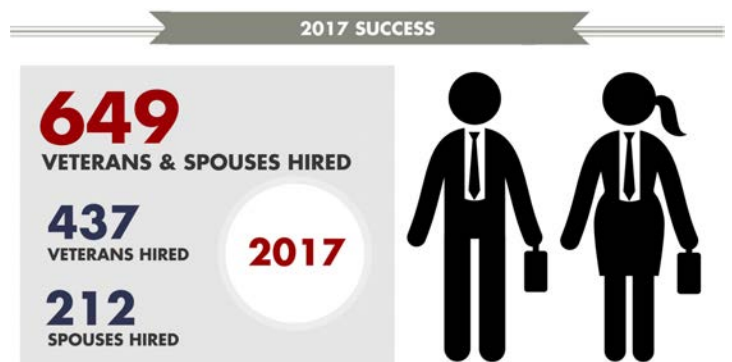 2017 SUCCESS
649
VETERANS & SPOUSES HIRED
437
VETERANS HIRED
2017
212
SPOUSES HIRED